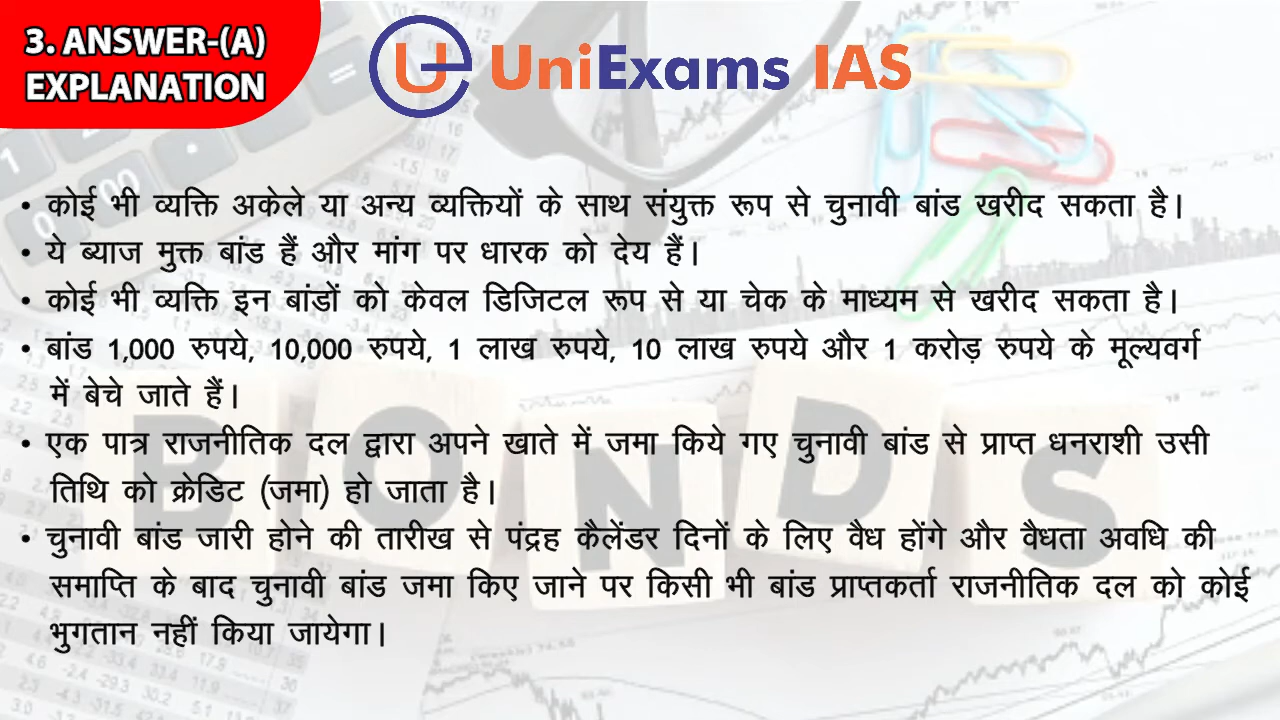 3. ANSWER-(A)
EXPLANATION
UniExams IAS
• कोई भी व्यक्ति अकेले या अन्य व्यक्तियों के साथ संयुक्त रूप से चुनावी बांड खरीद सकता है।
• ये ब्याज मुक्त बांड हैं और मांग पर धारक को देय हैं।
• कोई भी व्यक्ति इन बांडों को केवल डिजिटल रूप से या चेक के माध्यम से खरीद सकता है।
• बांड 1,000 रुपये, 10,000 रुपये, 1 लाख रुपये, 10 लाख रुपये और 1 करोड़ रुपये के मूल्यवर्ग
में बेचे जाते हैं।
• एक पात्र राजनीतिक दल द्वारा अपने खाते में जमा किये गए चुनावी बांड से प्राप्त धनराशी उसी
तिथि को क्रेडिट (जमा) हो जाता है।
• चुनावी बांड जारी होने की तारीख से पंद्रह कैलेंडर दिनों के लिए वैध होंगे और वैधता अवधि की
समाप्ति के बाद चुनावी बांड जमा किए जाने पर किसी भी बांड प्राप्तकर्ता राजनीतिक दल को कोई
भुगतान नहीं किया जायेगा।
BONDS